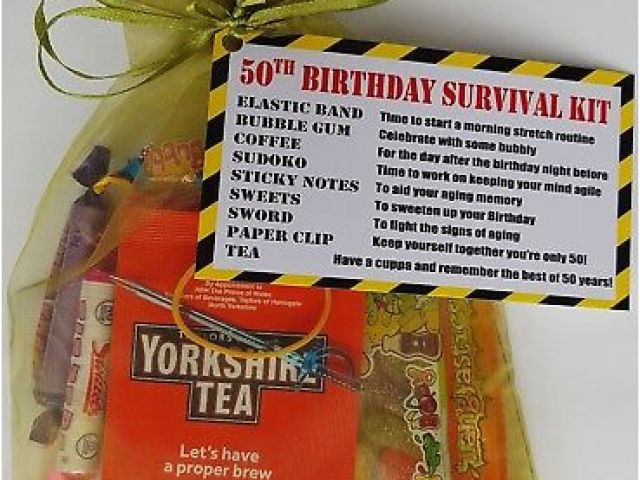 50TH BIRTHDAY SURVIVAL KIT
ELASTIC BAND Time to start a morning stretch routine
BUBBLE GUM Celebrate with some bubbly
COFFEE For the day after the birthday night before
SUDOKO Time to work on keeping your mind agile
STICKY NOTES To aid your aging memory
SWEETS To sweeten up your Birthday
SWORD To fight the signs of aging
PAPER CLIP Keep yourself together you're only 50!
TEA Have a cuppa and remember the best of 50 years!
By Appointment to
YORKSHIRE
TEA
Let's have
a proper brew